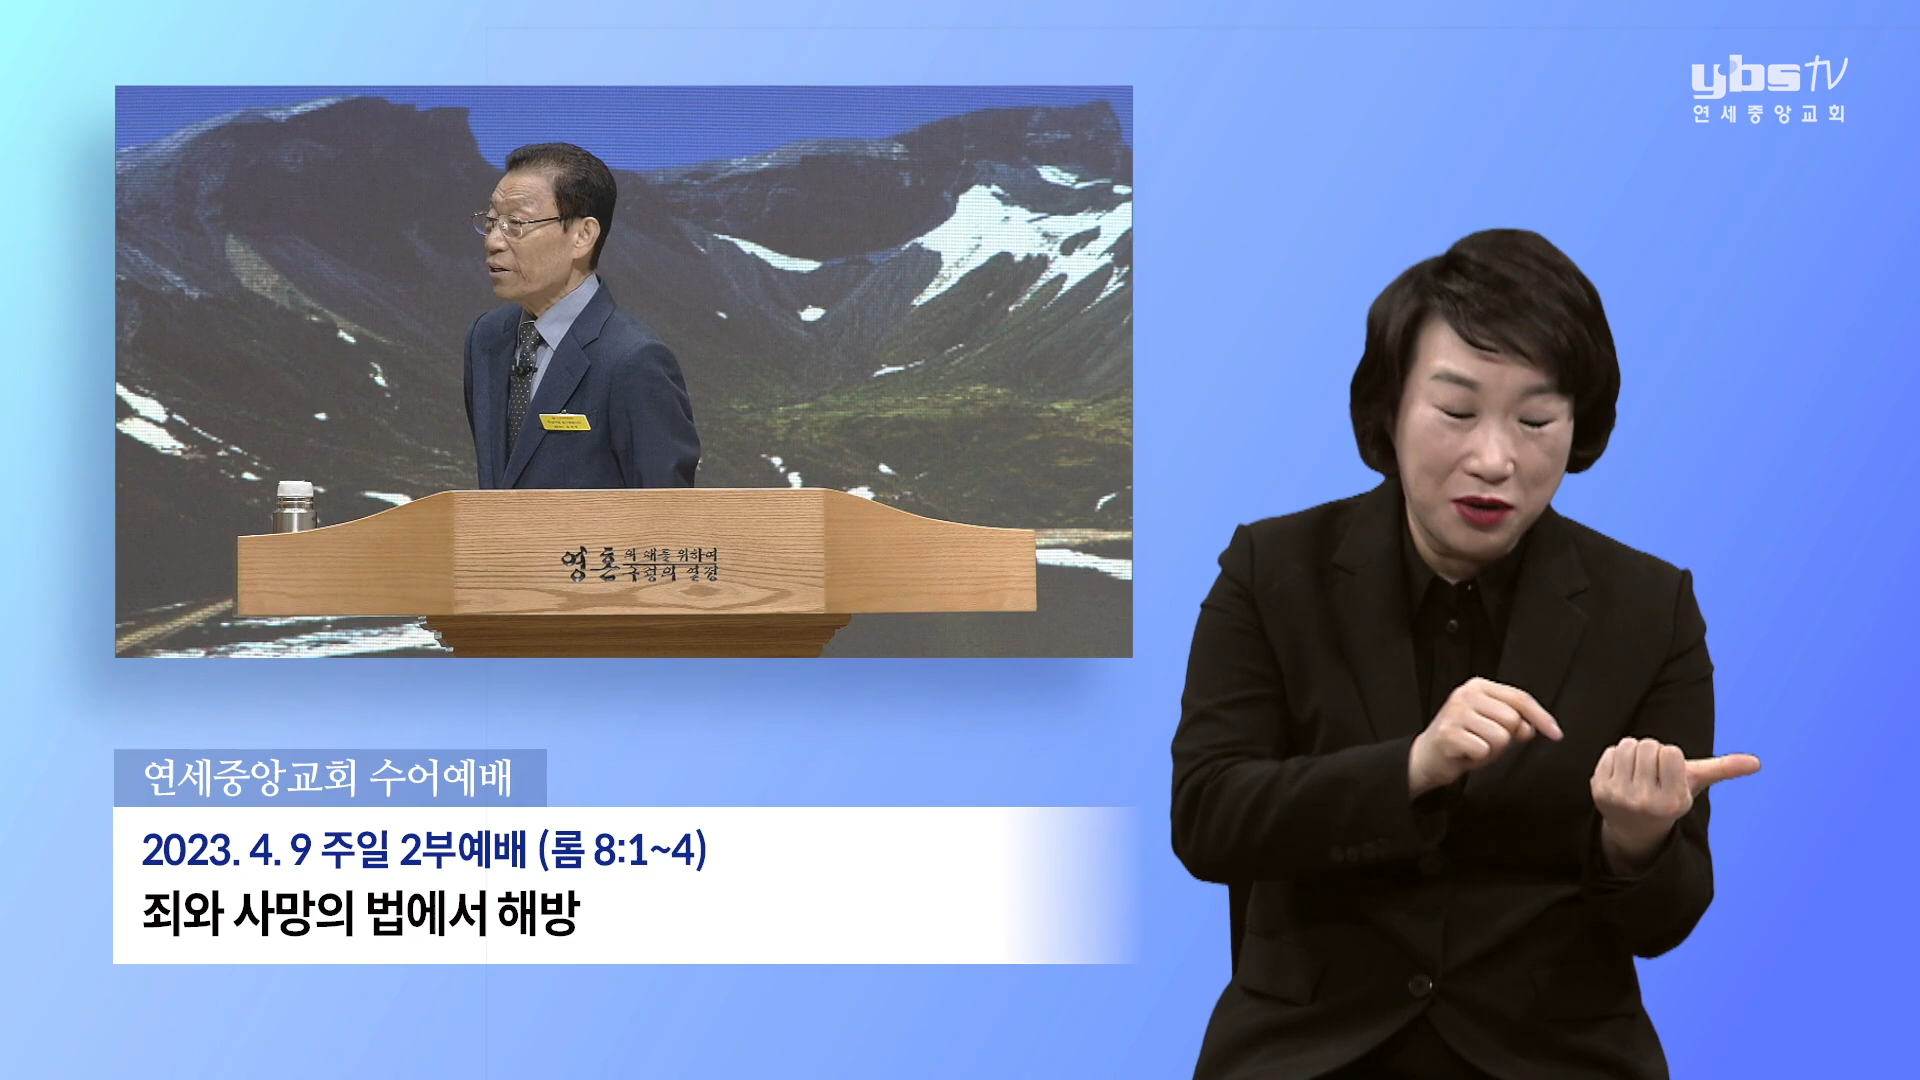 ybstv
연세중앙교회
영혼의 때를 위하여
구령의 열정
연세중앙교회 수어예배
2023. 4. 9 주일 2부예배 (롬 8:1~4)
죄와 사망의 법에서 해방